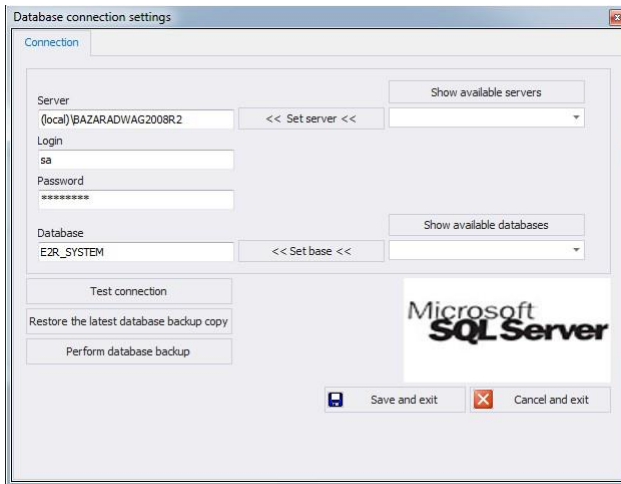 Database connection settings
Connection
Show available servers
Server
(local)\BAZARADWAG2008R2
<< Set server <<
Login
sa
Password
********
Show available databases
Database
E2R_SYSTEM
<< Set base <<
Test connection
Restore the latest database backup copy
Perform database backup
Microsoft
SQL Server
Save and exit
Cancel and exit